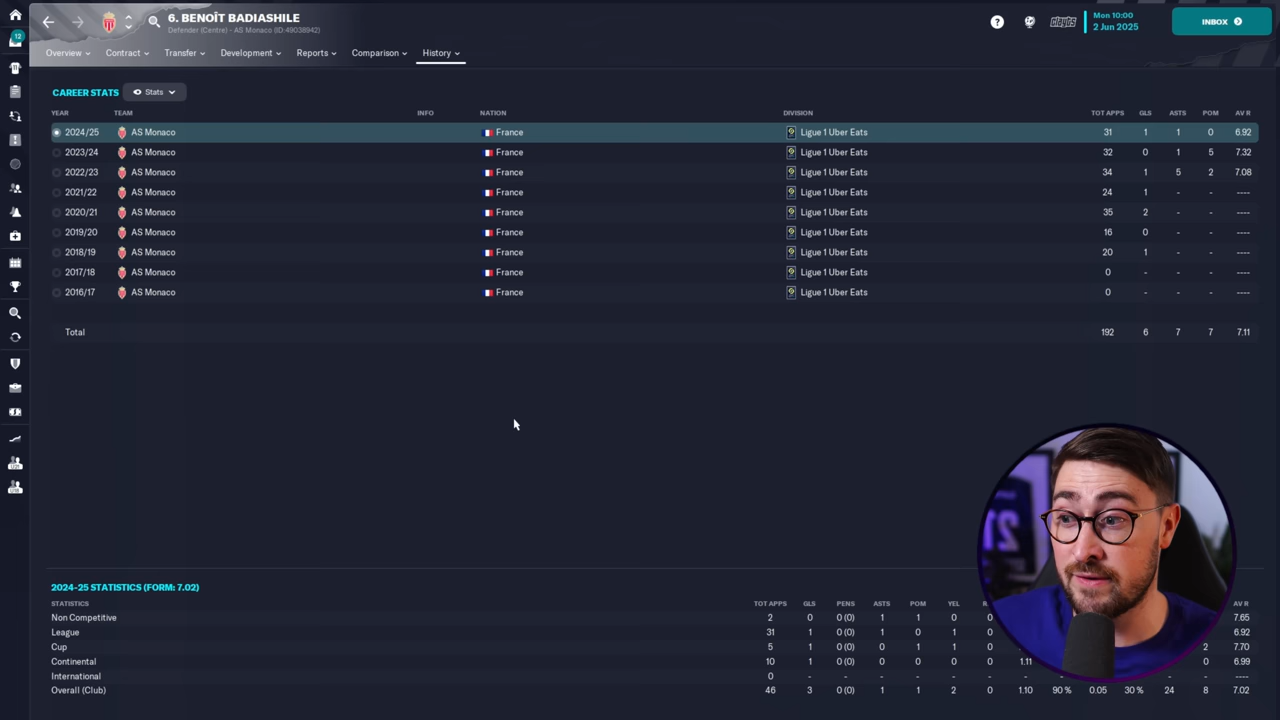 6. BENOÎT BADIASHILE
Defender (Centre) - AS Monaco (ID:49038942)
Mon 10:00
2 Jun 2025
INBOX
12
Overview Contract Transfer Development Reports Comparison History
CAREER STATS Stats
YEAR TEAM INFO NATION DIVISION TOT APPS GLS ASTS POM AV R
2024/25 AS Monaco France Ligue 1 Uber Eats 31 1 1 0 6.92
2023/24 AS Monaco France Ligue 1 Uber Eats 32 0 1 5 7.32
2022/23 AS Monaco France Ligue 1 Uber Eats 34 1 5 2 7.08
2021/22 AS Monaco France Ligue 1 Uber Eats 24 1 - - ----
2020/21 AS Monaco France Ligue 1 Uber Eats 35 2 - - ----
2019/20 AS Monaco France Ligue 1 Uber Eats 16 0 - - ----
2018/19 AS Monaco France Ligue 1 Uber Eats 20 1 - - ----
2017/18 AS Monaco France Ligue 1 Uber Eats 0 - - - ----
2016/17 AS Monaco France Ligue 1 Uber Eats 0 - - - ----
Total 192 6 7 7 7.11
2024-25 STATISTICS (FORM: 7.02)
STATISTICS TOT APPS GLS PENS ASTS POM YEL AV R
Non Competitive 2 0 0 (0) 1 1 0 0 7.65
League 31 1 0 (0) 1 0 1 0 6.92
Cup 5 1 0 (0) 0 1 1 0 2 7.70
Continental 10 1 0 (0) 0 0 0 0 1.11 0 6.99
International 0 - - - - - - - ----
Overall (Club) 46 3 0 (0) 1 1 2 0 1.10 90 % 0.05 30 % 24 8 7.02